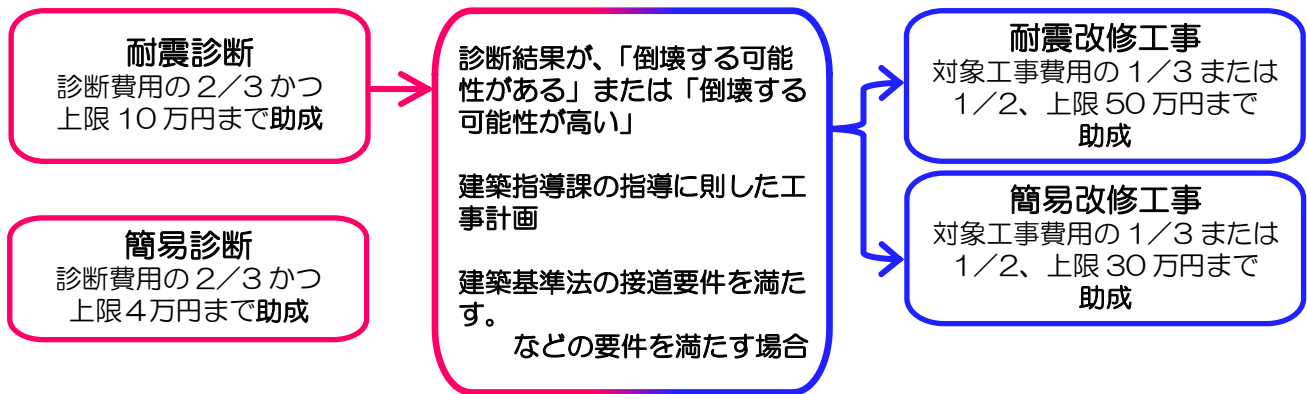 耐震診断
診断費用の２／３かつ
上限 10 万円まで助成
簡易診断
診断費用の２／３かつ
上限４万円まで助成
診断結果が、「倒壊する可能
性がある」または「倒壊する
可能性が高い」
建築指導課の指導に則した工
事計画
建築基準法の接道要件を満た
す。
などの要件を満たす場合
耐震改修工事
対象工事費用の 1／3 または
1／2、上限 50 万円まで
助成
簡易改修工事
対象工事費用の 1／3 または
1／2、上限 30 万円まで
助成